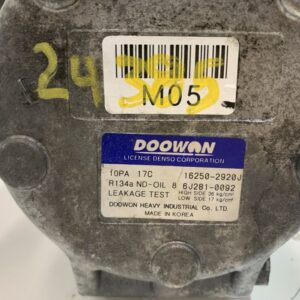 24395
M05
DOOWON
LICENSE DENSO CORPORATION
10PA 17C 16250-2920J
R134a ND-OIL 8 6J281-0092
LEAKAGE TEST HIGH SIDE 36 kg/cm²
LOW SIDE 17 kg/cm²
DOOWON HEAVY INDUSTRIAL Co. LTD.
MADE IN KOREA